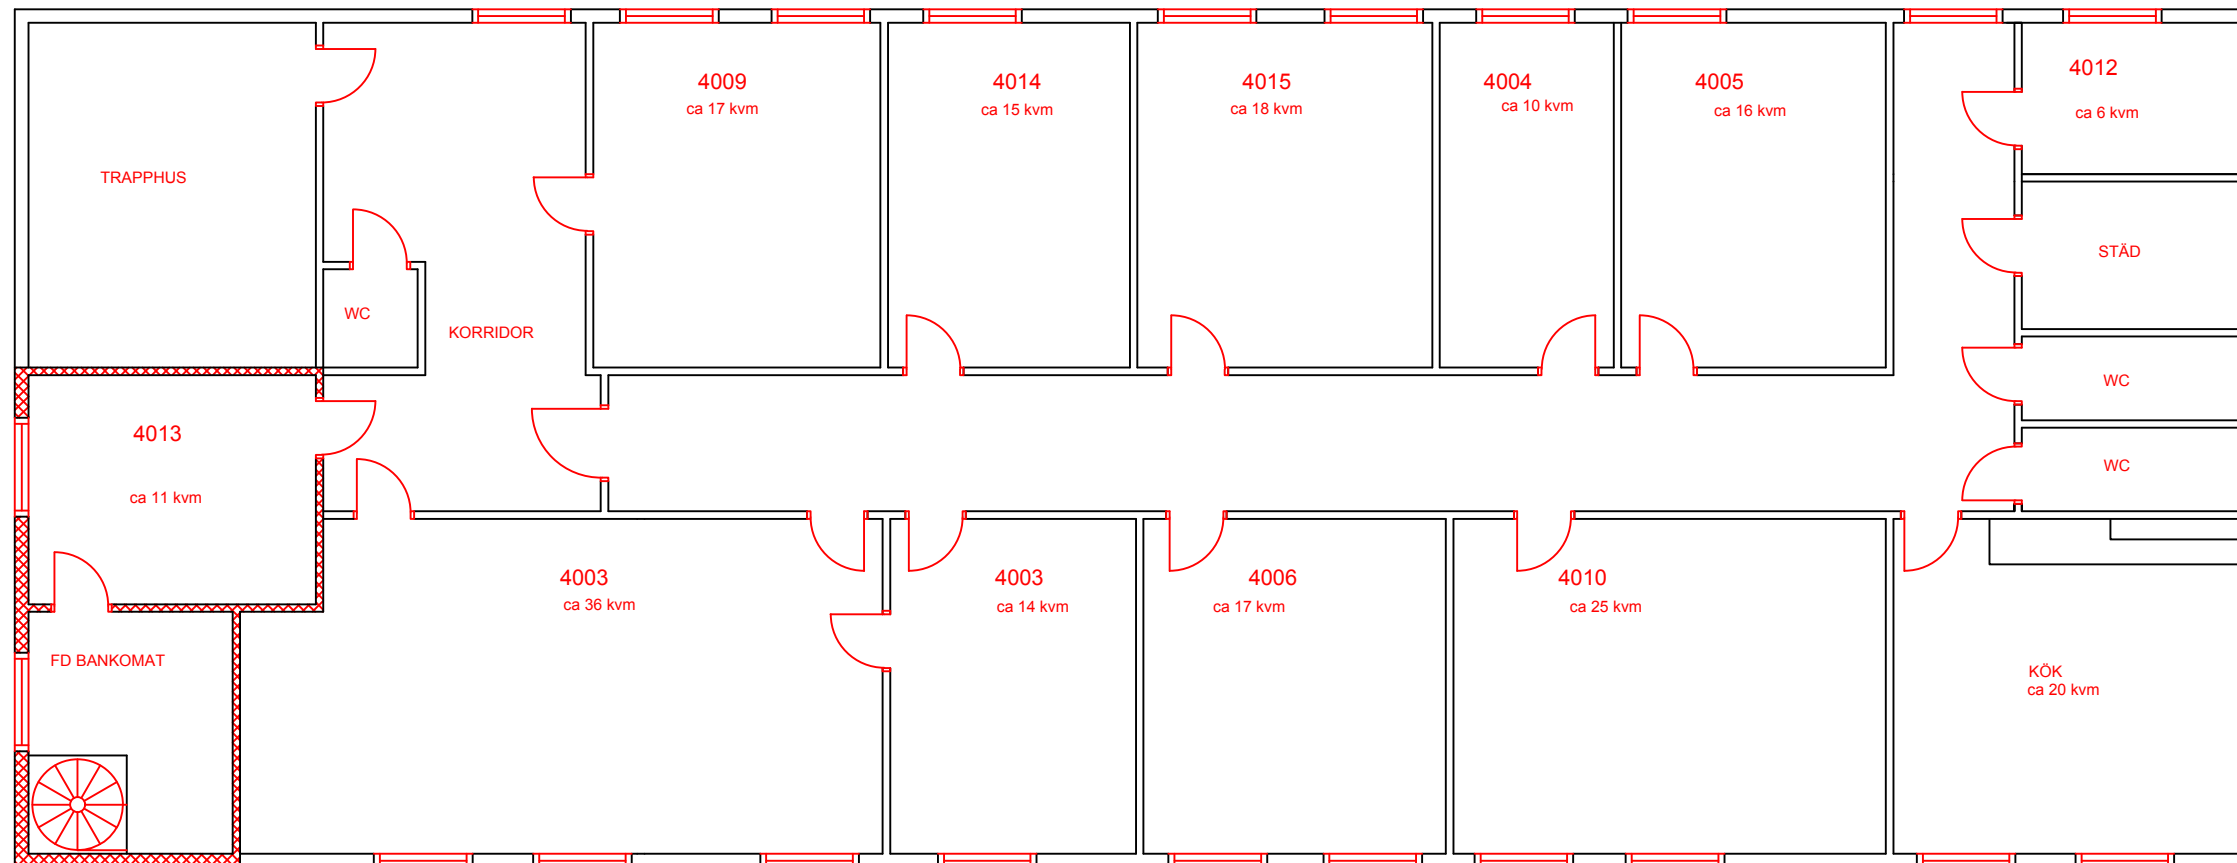 4009
ca 17 kvm
4014
ca 15 kvm
4015
ca 18 kvm
4004
ca 10 kvm
4005
ca 16 kvm
4012
ca 6 kvm
TRAPPHUS
STÄD
WC
KORRIDOR
WC
WC
4013
ca 11 kvm
4003
ca 36 kvm
4003
ca 14 kvm
4006
ca 17 kvm
4010
ca 25 kvm
FD BANKOMAT
KÖK
ca 20 kvm